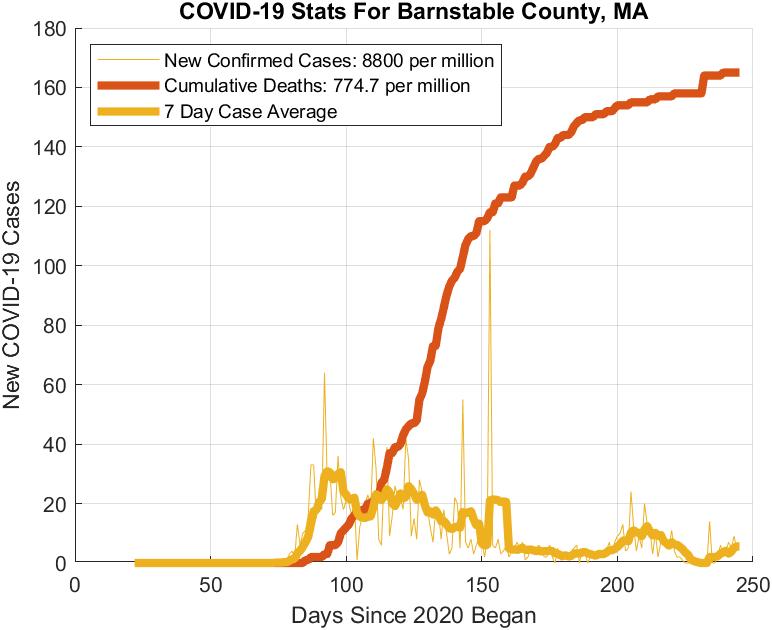 COVID-19 Stats For Barnstable County, MA
180
160
140
120
100
80
60
40
20
0
New COVID-19 Cases
New Confirmed Cases: 8800 per million
Cumulative Deaths: 774.7 per million
7 Day Case Average
0 50 100 150 200 250
Days Since 2020 Began